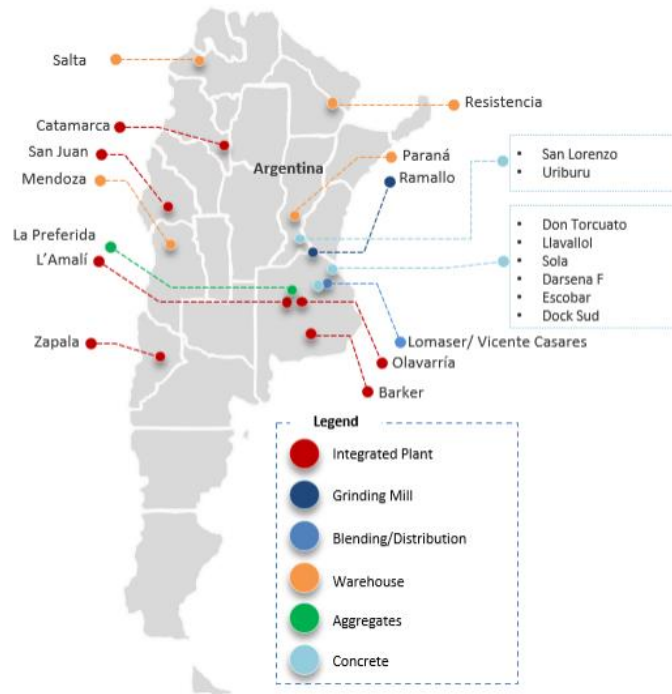 Salta
Resistencia
Catamarca
San Juan
Mendoza
Argentina
Paraná
Ramallo
▪ San Lorenzo
▪ Uriburu
La Preferida
L'Amalí
▪ Don Torcuato
▪ Llavallol
▪ Sola
▪ Darsena F
▪ Escobar
▪ Dock Sud
Zapala
Lomaser/ Vicente Casares
Olavarría
Barker
Legend
Integrated Plant
Grinding Mill
Blending/Distribution
Warehouse
Aggregates
Concrete